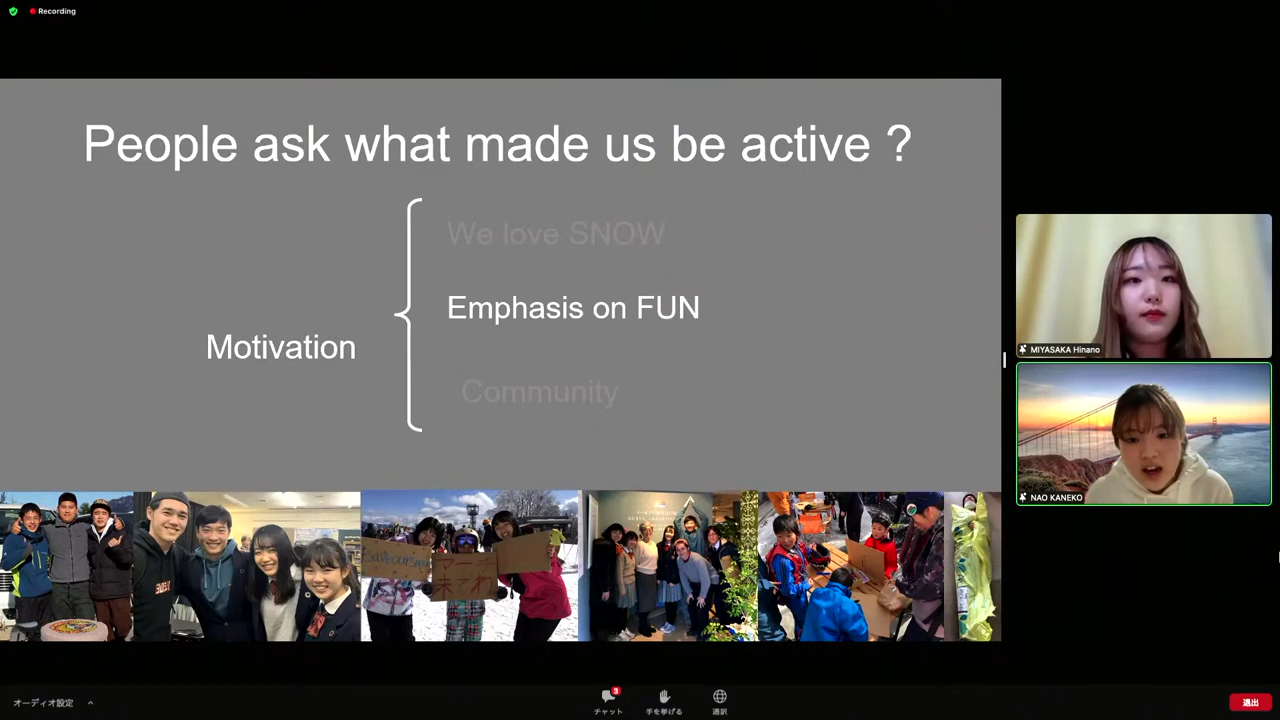 Recording
People ask what made us be active ?
We love SNOW
Emphasis on FUN
Motivation
Community
MIYASAKA Hinano
NAO KANEKO
オーディオ設定
3
チャット
手を挙げる
通訳
退出